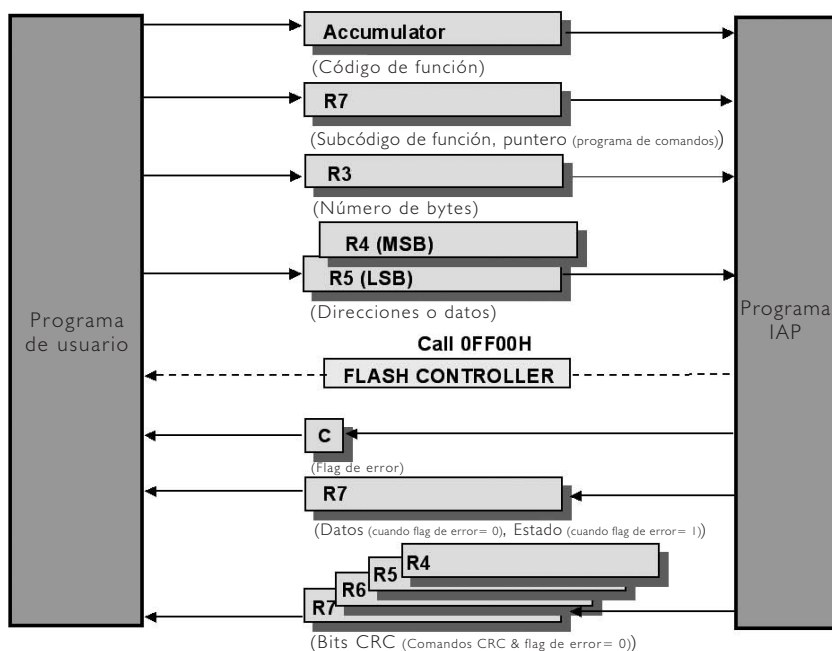 Accumulator
(Código de función)
R7
(Subcódigo de función, puntero (programa de comandos))
R3
(Número de bytes)
R4 (MSB)
R5 (LSB)
(Direcciones o datos)
Programa
de usuario
Programa
IAP
Call 0FF00H
FLASH CONTROLLER
C
(Flag de error)
R7
(Datos (cuando flag de error= 0), Estado (cuando flag de error= 1))
R4
R5
R6
R7
(Bits CRC (Comandos CRC & flag de error= 0)